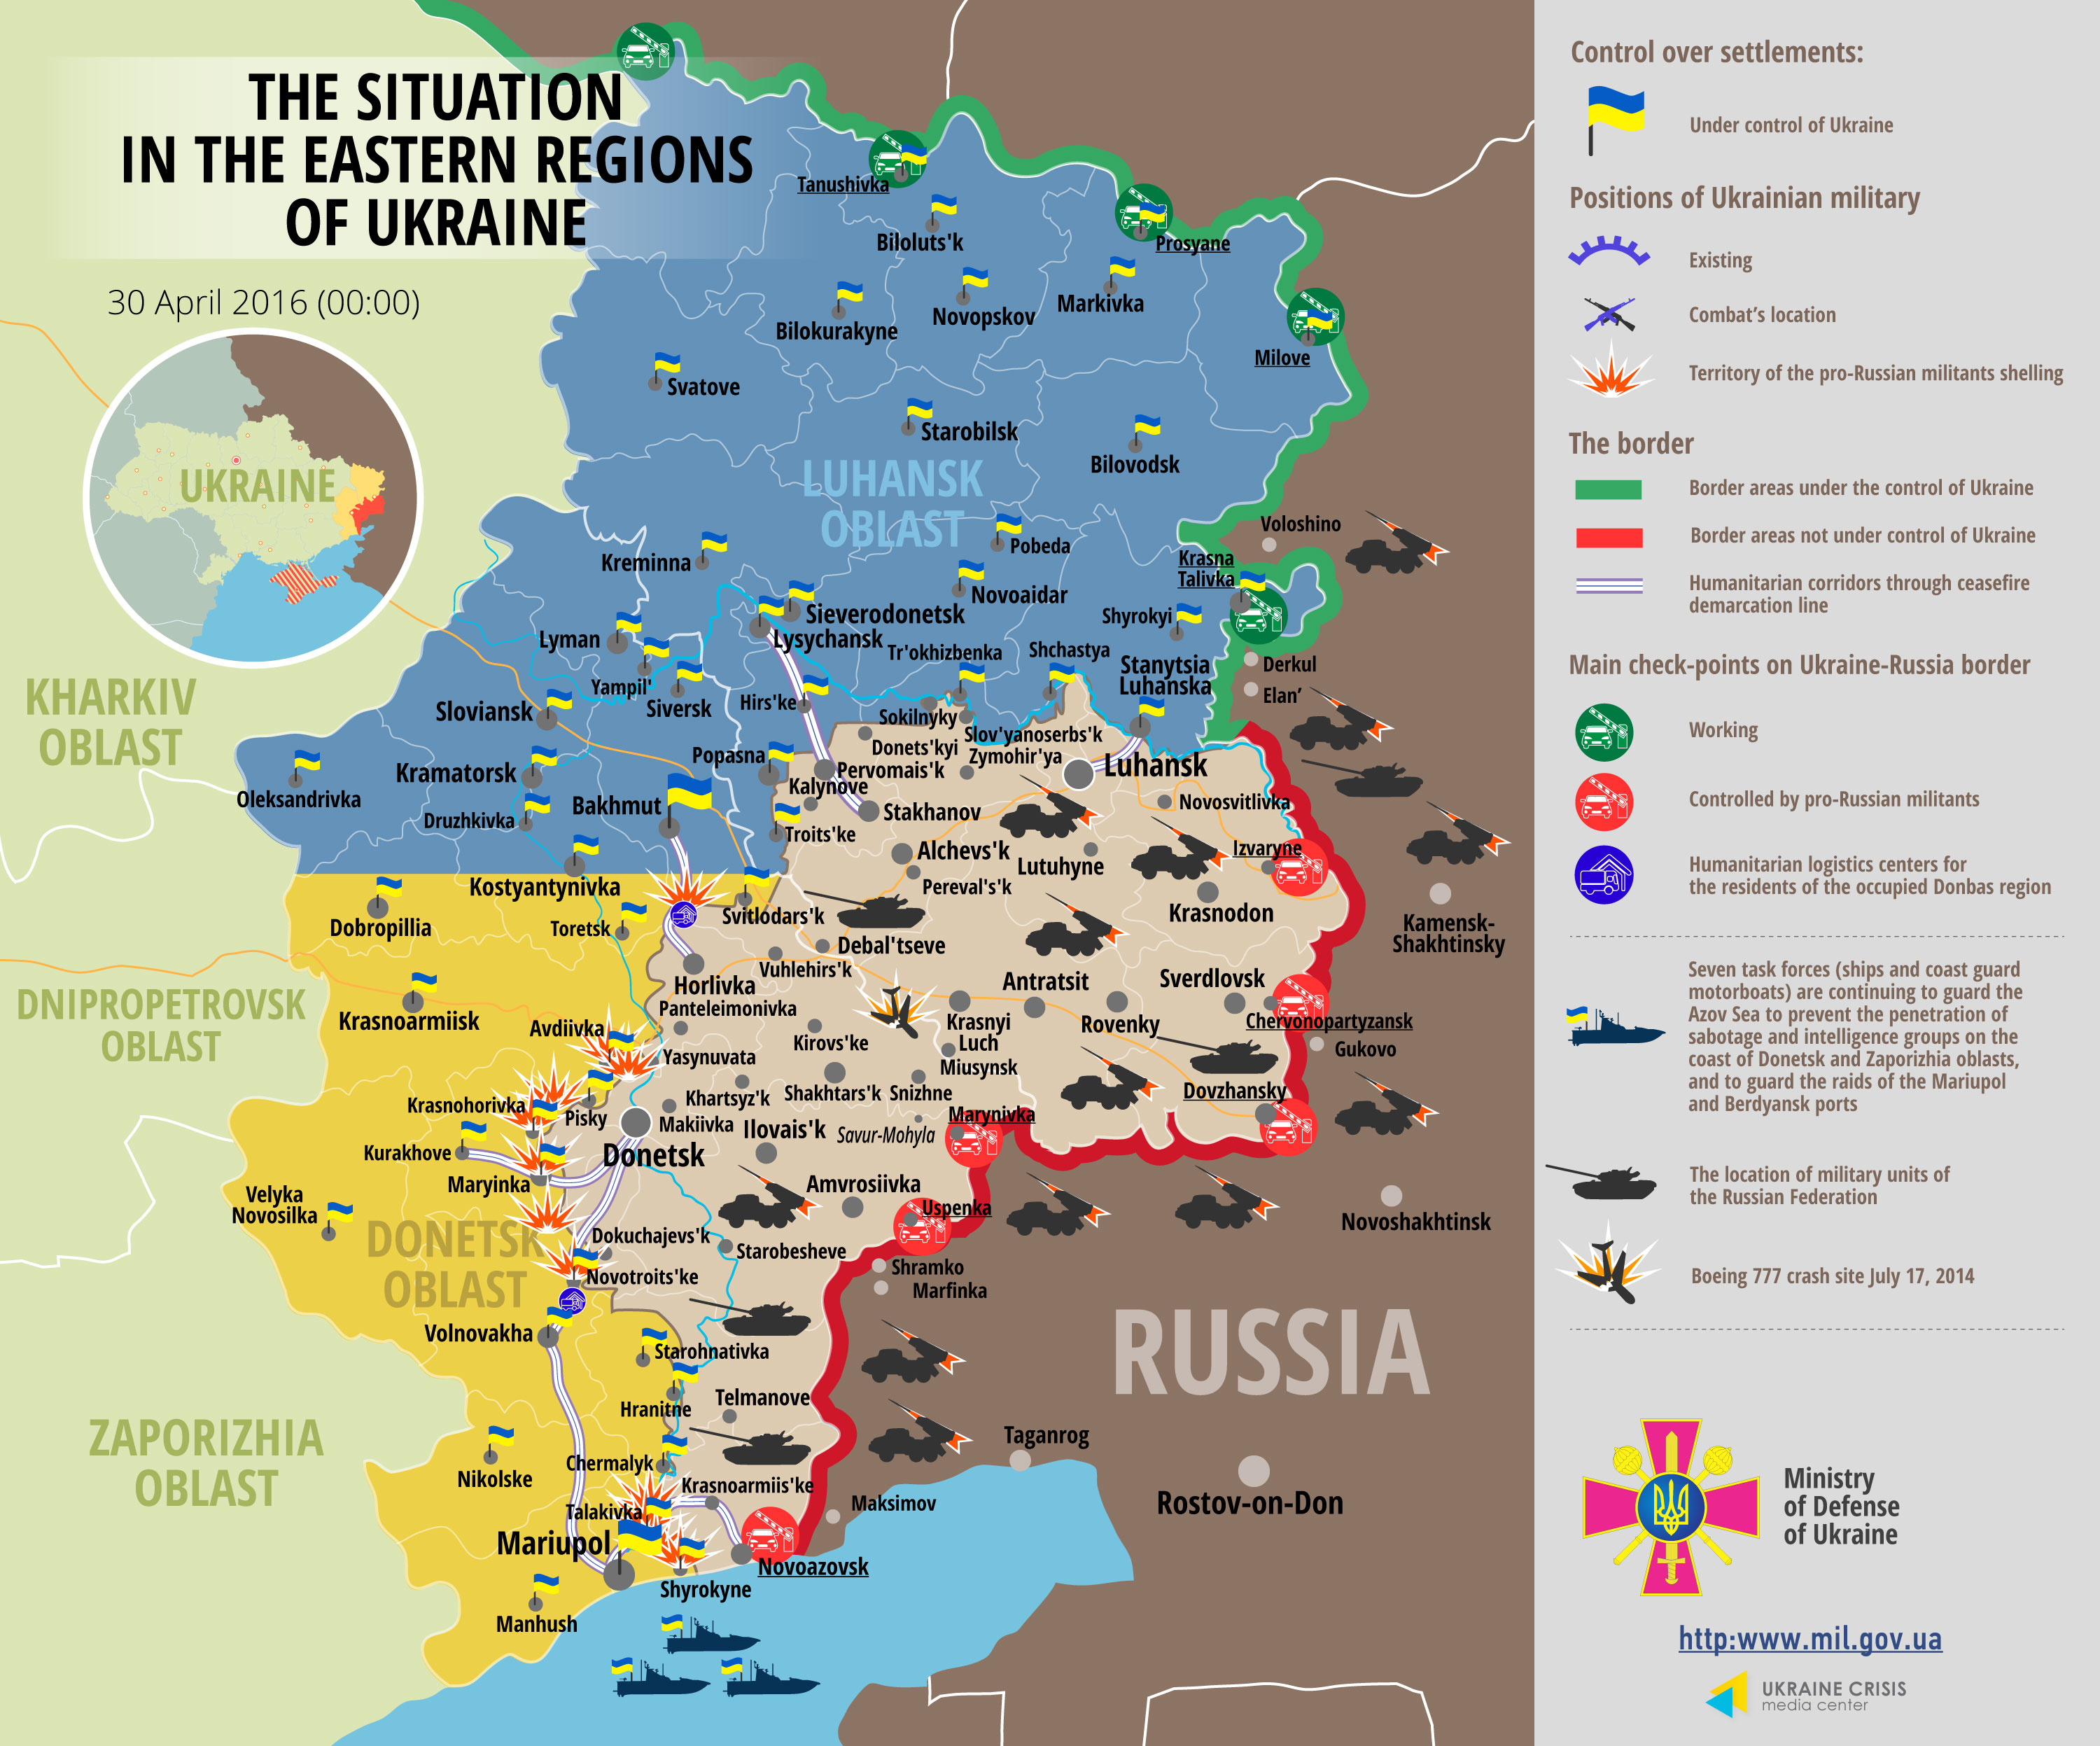 THE SITUATION
IN THE EASTERN REGIONS
OF UKRAINE
30 April 2016 (00:00)
UKRAINE
KHARKIV
OBLAST
DNIPROPETROVSK
OBLAST
ZAPORIZHIA
OBLAST
LUHANSK
OBLAST
DONETSK
OBLAST
RUSSIA
Tanushivka
Biloluts'k
Prosyane
Bilokurakyne
Novopskov
Markivka
Milove
Svatove
Starobilsk
Bilovodsk
Voloshino
Kreminna
Pobeda
Krasna
Talivka
Novoaidar
Sieverodonetsk
Shyrokyi
Lyman
Lysychansk
Tr'okhizbenka
Shchastya
Stanytsia
Luhanska
Derkul
Elan'
Yampil'
Siversk
Hirs'ke
Sloviansk
Sokilnyky
Slov'yanoserbs'k
Donets'kyi
Zymohir'ya
Popasna
Pervomais'k
Luhansk
Kramatorsk
Kalynove
Oleksandrivka
Bakhmut
Stakhanov
Novosvitlivka
Druzhkivka
Troits'ke
Alchevs'k
Lutuhyne
Izvaryne
Kostyantynivka
Pereval's'k
Krasnodon
Kamensk-
Shakhtinsky
Dobropillia
Toretsk
Svitlodars'k
Debal'tseve
Vuhlehirs'k
Horlivka
Antratsit
Sverdlovsk
Krasnoarmiisk
Panteleimonivka
Avdiivka
Krasnyi
Luch
Rovenky
Chervonopartyzansk
Kirovs'ke
Gukovo
Yasynuvata
Miusynsk
Shakhtars'k
Snizhne
Dovzhansky
Krasnohorivka
Pisky
Khartsyz'k
Makiivka
Ilovais'k
Savur-Mohyla
Marynivka
Kurakhove
Donetsk
Maryinka
Amvrosiivka
Velyka
Novosilka
Uspenka
Novoshakhtinsk
Dokuchajevs'k
Starobesheve
Shramko
Novotroits'ke
Marfinka
Volnovakha
Starohnativka
Telmanove
Hranitne
Taganrog
Chermalyk
Nikolske
Krasnoarmiis'ke
Maksimov
Rostov-on-Don
Talakivka
Mariupol
Novoazovsk
Shyrokyne
Manhush
Control over settlements:
Under control of Ukraine
Positions of Ukrainian military
Existing
Combat's location
Territory of the pro-Russian militants shelling
The border
Border areas under the control of Ukraine
Border areas not under control of Ukraine
Humanitarian corridors through ceasefire
demarcation line
Main check-points on Ukraine-Russia border
Working
Controlled by pro-Russian militants
Humanitarian logistics centers for
the residents of the occupied Donbas region
Seven task forces (ships and coast guard
motorboats) are continuing to guard the
Azov Sea to prevent the penetration of
sabotage and intelligence groups on the
coast of Donetsk and Zaporizhia oblasts,
and to guard the raids of the Mariupol
and Berdyansk ports
The location of military units of
the Russian Federation
Boeing 777 crash site July 17, 2014
Ministry
of Defense
of Ukraine
http:www.mil.gov.ua
UKRAINE CRISIS
media center